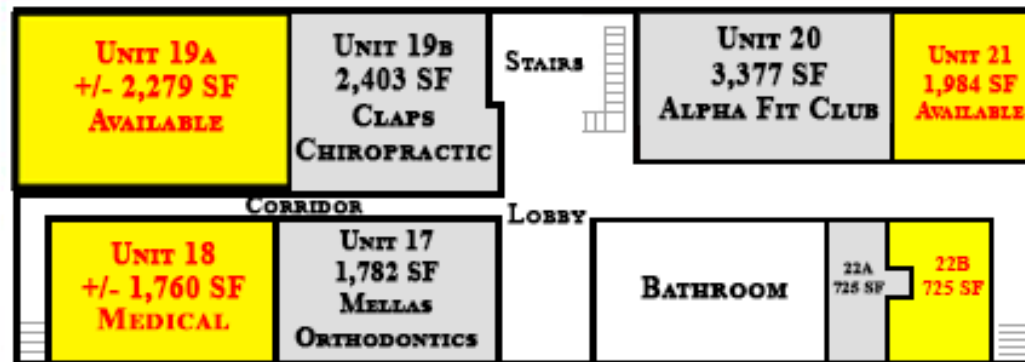 Unit 19A
+/- 2,279 SF
Available
Unit 19B
2,403 SF
Claps
Chiropractic
Stairs
Unit 20
3,377 SF
Alpha Fit Club
Unit 21
1,984 SF
Available
Corridor
Lobby
Unit 18
+/- 1,760 SF
Medical
Unit 17
1,782 SF
Mellas
Orthodontics
Bathroom
22A
725 SF
22B
725 SF